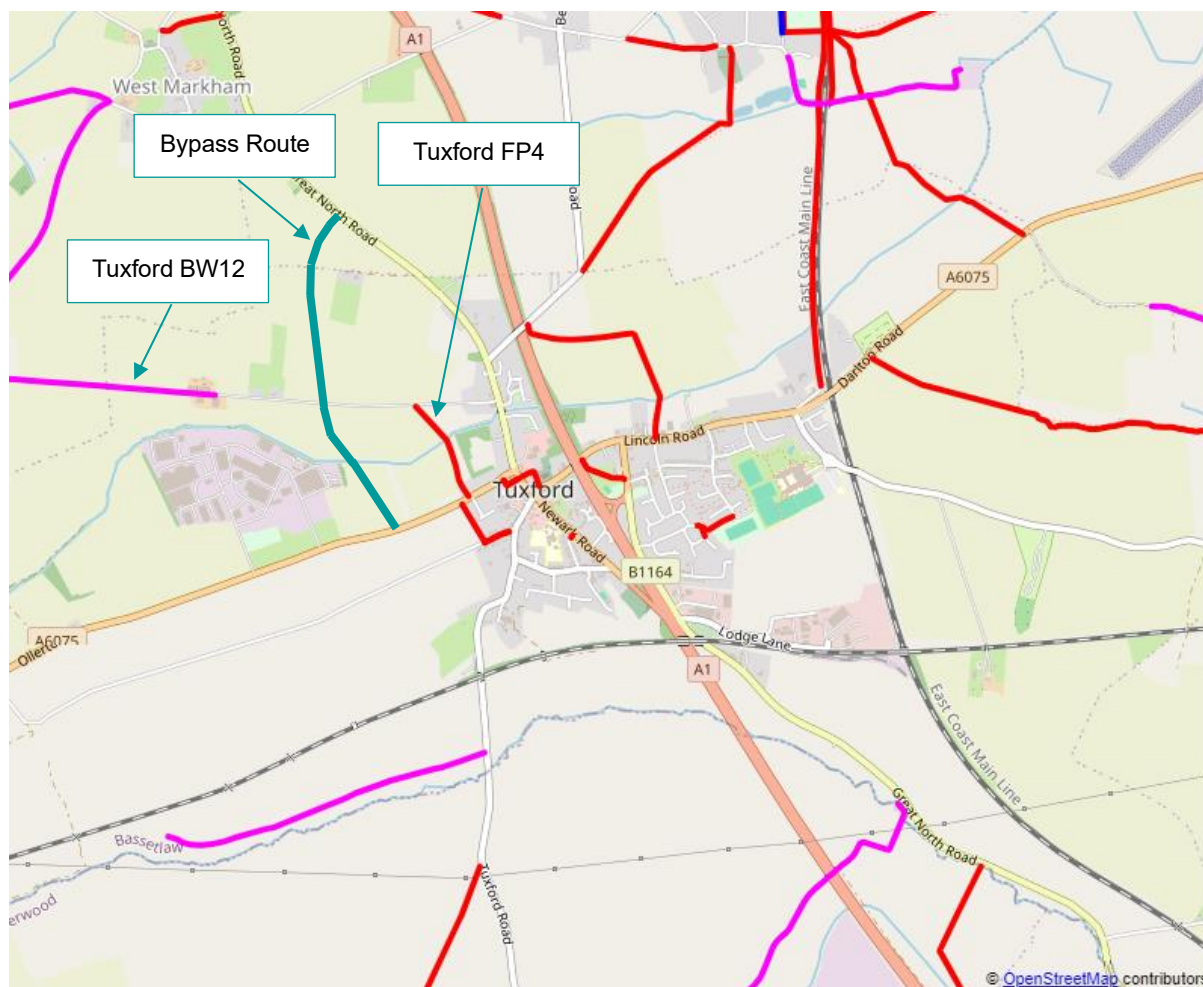 A1
North Road
West Markham
Bypass Route
Tuxford FP4
Great North Road
oad
Tuxford BW12
East Coast Main Line
A6075
Darlton Road
Lincoln Road
Tuxford
Newark Road
B1164
A6075
Lodge Lane
A1
East Coast Main Line
Bassetlaw
Great North Road
erwood
Tuxford Road
© OpenStreetMap contributors